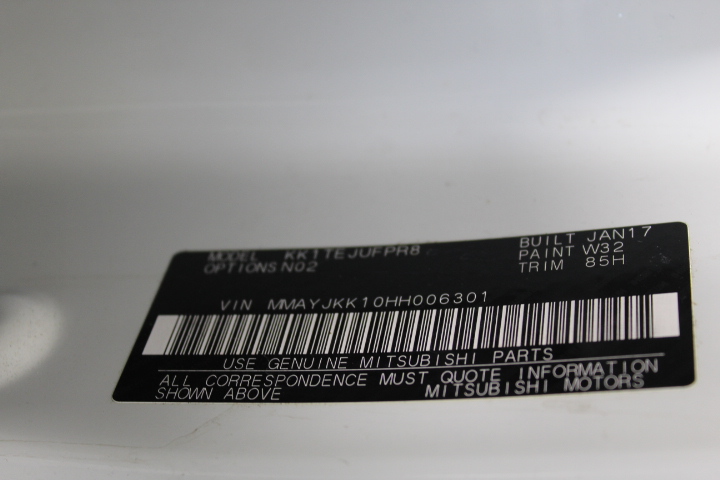 MODEL KK1TEJUFPR8 BUILT JAN17
OPTIONS N02 PAINT W32
TRIM 85H
VIN MMAYJKK10HH006301
USE GENUINE MITSUBISHI PARTS
ALL CORRESPONDENCE MUST QUOTE INFORMATION
SHOWN ABOVE MITSUBISHI MOTORS